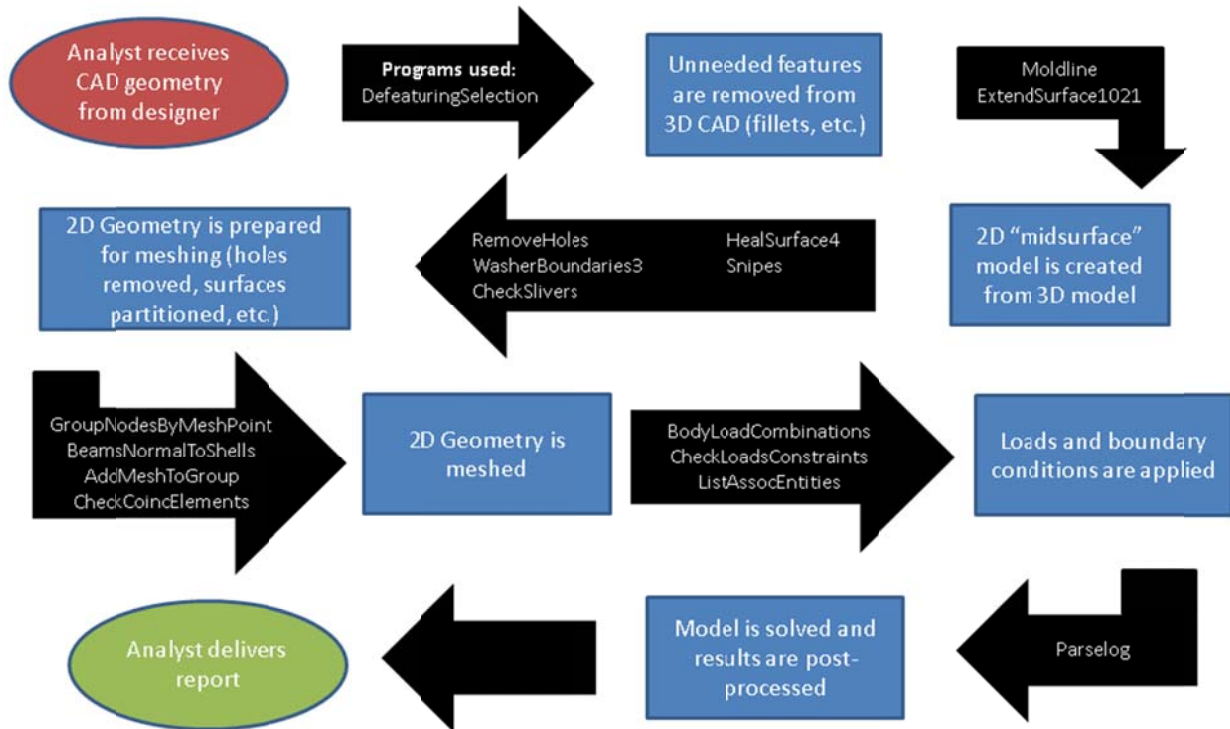 Analyst receives
CAD geometry
from designer
Programs used:
DefeaturingSelection
Unneeded features
are removed from
3D CAD (fillets, etc.)
Moldline
ExtendSurface1021
2D "midsurface"
model is created
from 3D model
RemoveHoles
WasherBoundaries3
CheckSlivers
HealSurface4
Snipes
2D Geometry is prepared
for meshing (holes
removed, surfaces
partitioned, etc.)
GroupNodesByMeshPoint
BeamsNormalToShells
AddMeshToGroup
CheckCoincElements
2D Geometry is
meshed
BodyLoadCombinations
CheckLoadsConstraints
ListAssocEntities
Loads and boundary
conditions are applied
Parselog
Model is solved and
results are post-
processed
Analyst delivers
report